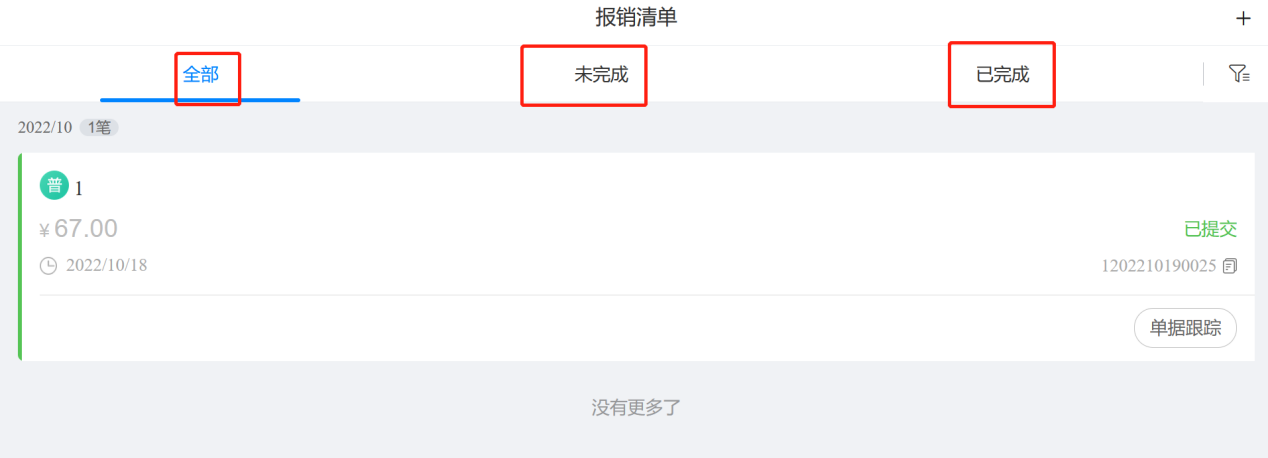 报销清单 +
全部 未完成 已完成
2022/10 1笔
普 1
¥ 67.00 已提交
2022/10/18 1202210190025
单据跟踪
没有更多了